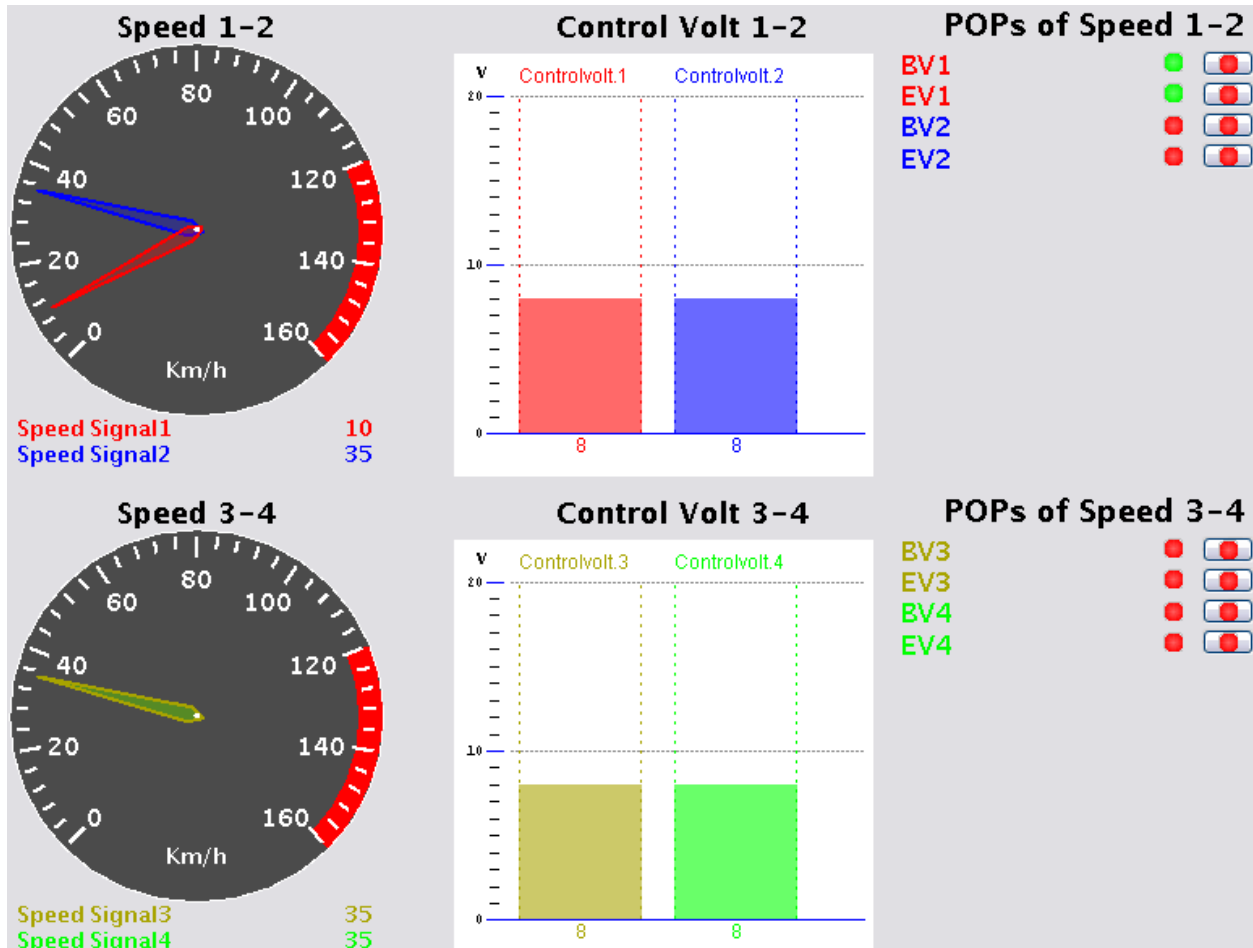 Speed 1-2
80
60
100
40
120
20
140
0
160
Km/h
Speed Signal1 10
Speed Signal2 35
Control Volt 1-2
V Controlvolt.1 Controlvolt.2
20
10
0
8 8
POPs of Speed 1-2
BV1
EV1
BV2
EV2
Speed 3-4
80
60
100
40
120
20
140
0
160
Km/h
Speed Signal3 35
Speed Signal4 35
Control Volt 3-4
V Controlvolt.3 Controlvolt.4
20
10
0
8 8
POPs of Speed 3-4
BV3
EV3
BV4
EV4